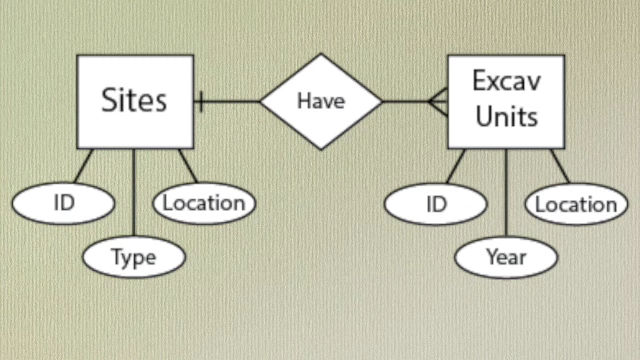 Sites
Have
Excav
Units
ID
Location
Type
ID
Location
Year